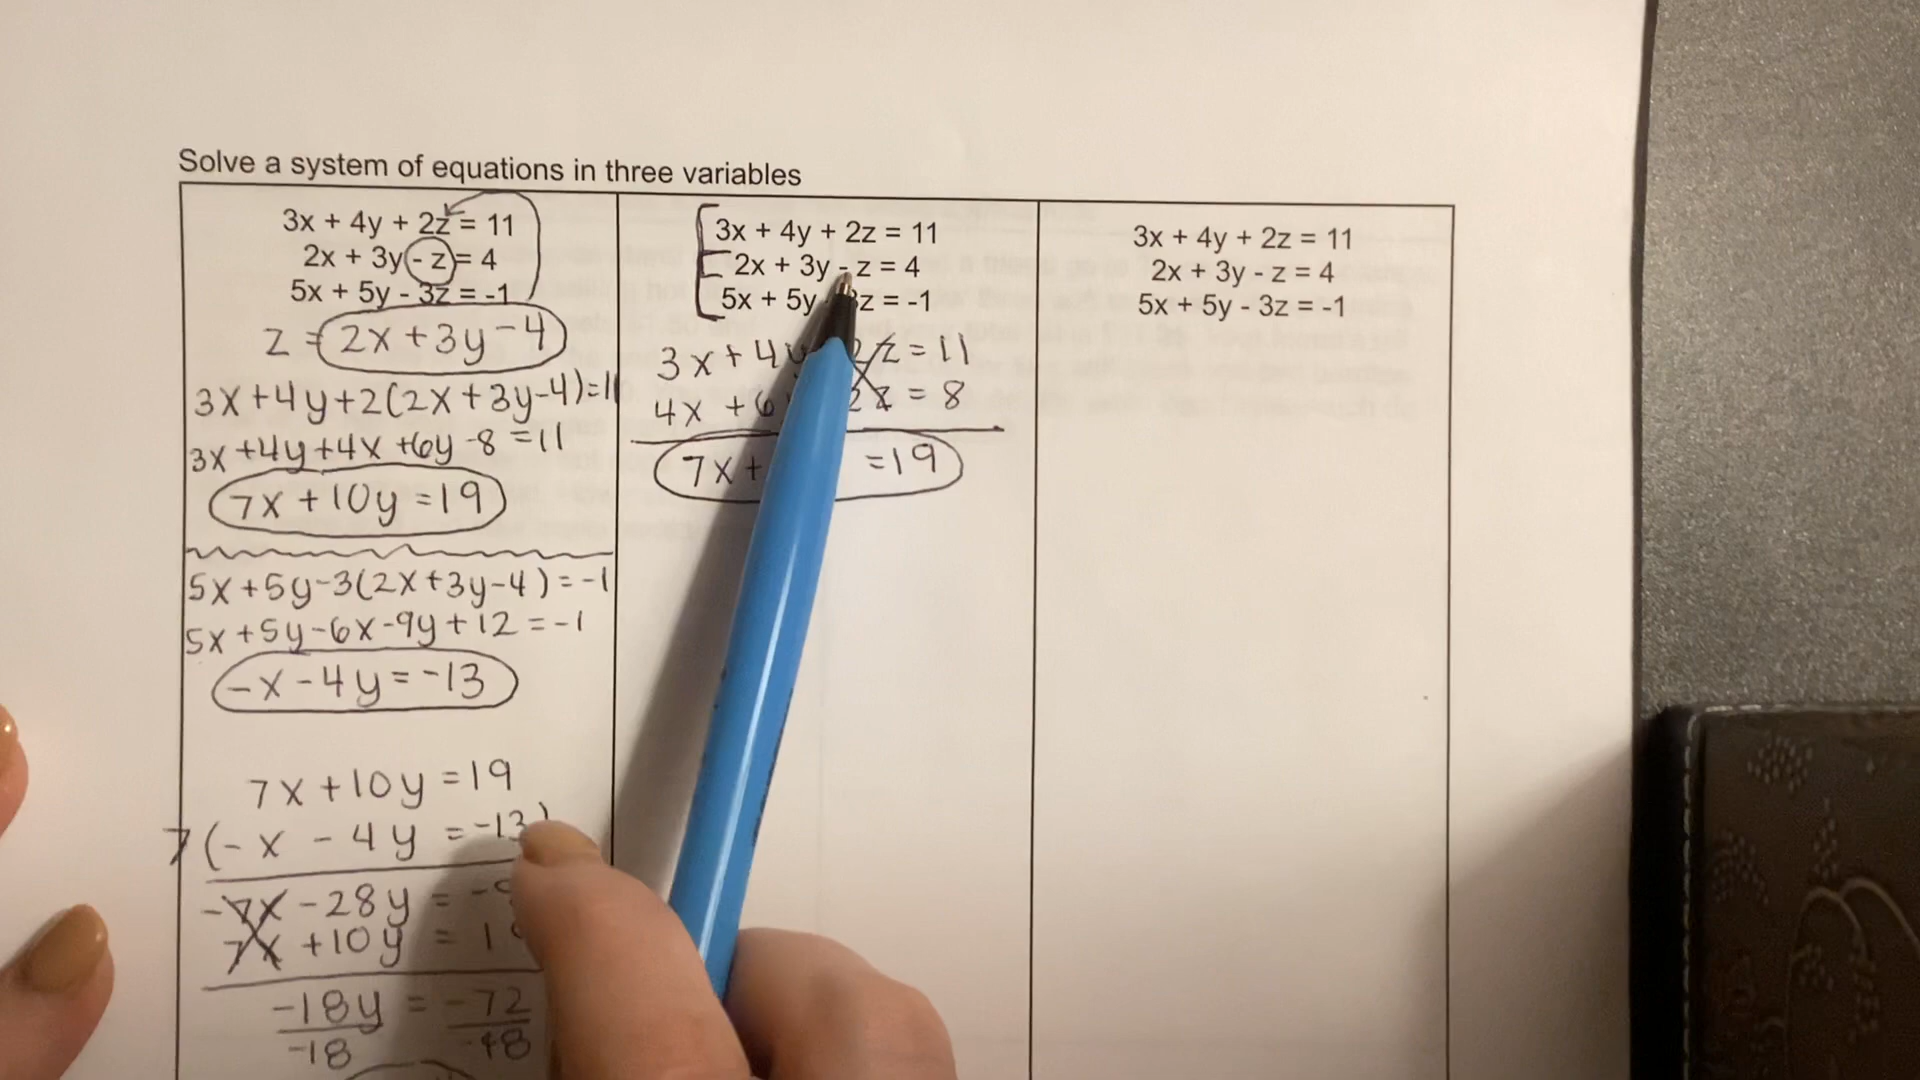 Solve a system of equations in three variables
3x + 4y + 2z = 11
2x + 3y - z = 4
5x + 5y - 3z = -1
z = 2x+3y-4
3x+4y+2(2x+3y-4)=11
3x+4y+4x+6y-8=11
7x+10y=19
5x+5y-3(2x+3y-4)=-1
5x+5y-6x-9y+12=-1
-x-4y=-13
7x+10y=19
7(-x-4y=-13)
-7x-28y=-
7x+10y=1
-18y=-72
-18 -18
3x + 4y + 2z = 11
2x + 3y - z = 4
5x + 5y z = -1
3x+4y 2z=11
4x+6 2z=8
7x+ =19
3x + 4y + 2z = 11
2x + 3y - z = 4
5x + 5y - 3z = -1